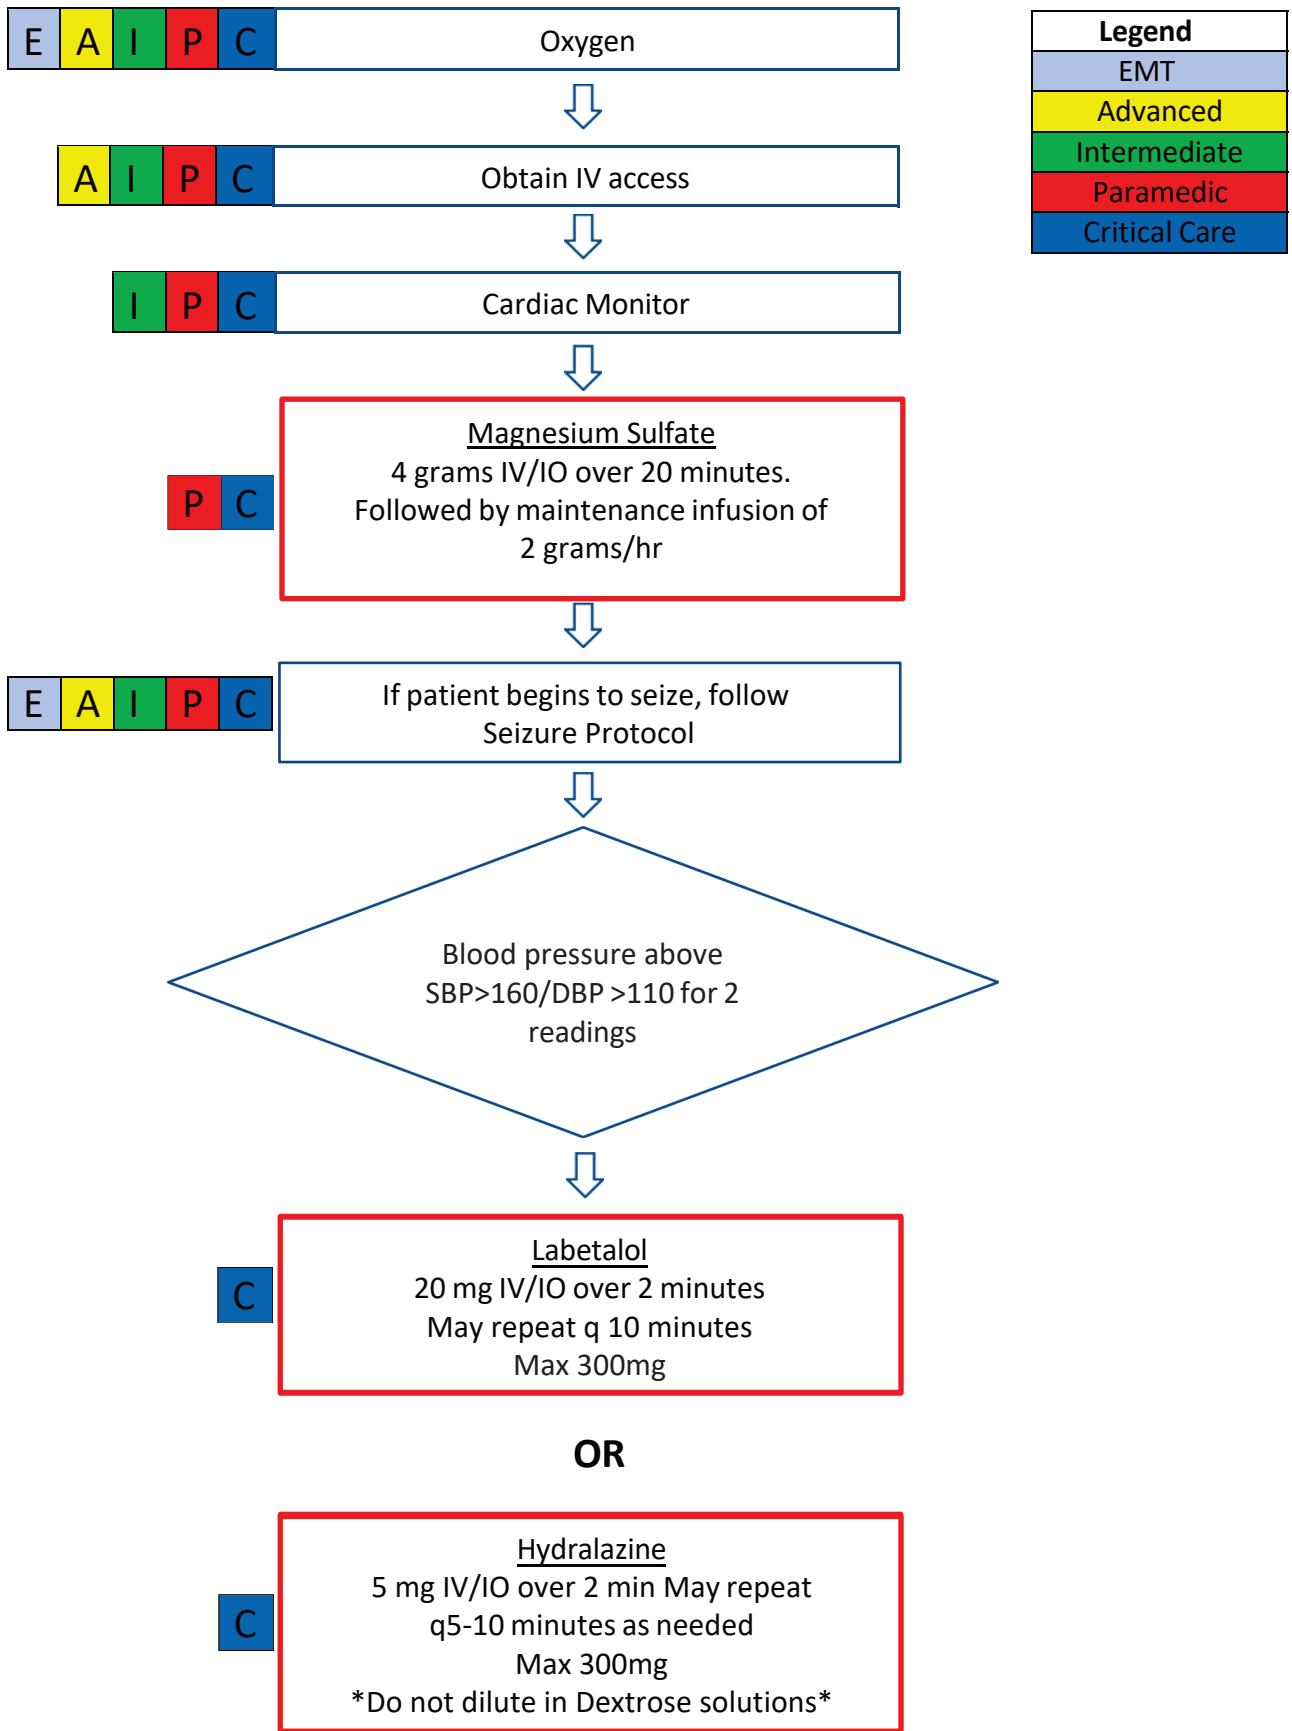 E A I P C Oxygen
A I P C Obtain IV access
I P C Cardiac Monitor
Magnesium Sulfate
4 grams IV/IO over 20 minutes.
Followed by maintenance infusion of
2 grams/hr
P C
If patient begins to seize, follow
Seizure Protocol
E A I P C
Blood pressure above
SBP>160/DBP >110 for 2
readings
Labetalol
20 mg IV/IO over 2 minutes
May repeat q 10 minutes
Max 300mg
C
OR
Hydralazine
5 mg IV/IO over 2 min May repeat
q5-10 minutes as needed
Max 300mg
*Do not dilute in Dextrose solutions*
C
Legend
EMT
Advanced
Intermediate
Paramedic
Critical Care